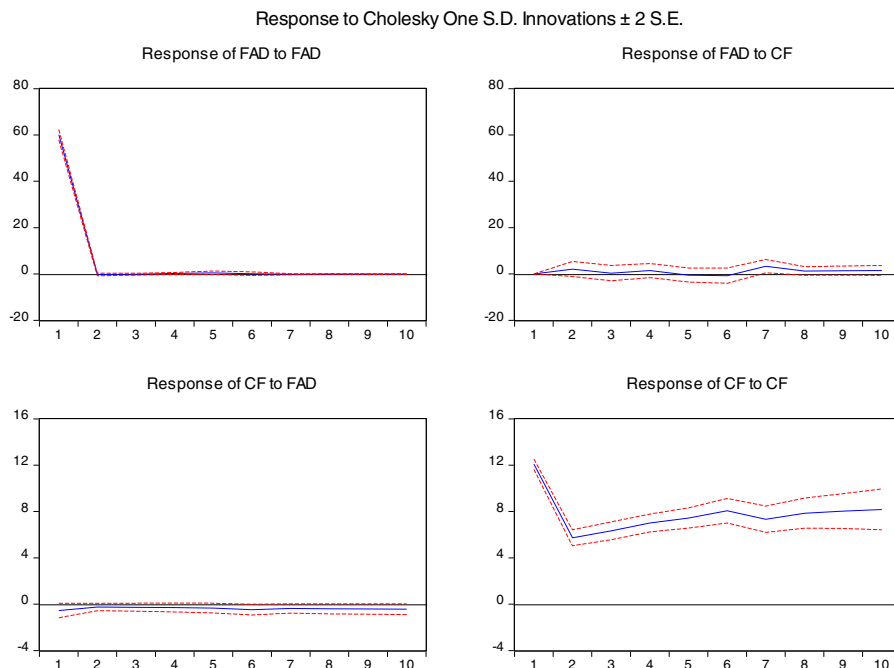 Response to Cholesky One S.D. Innovations ± 2 S.E.
Response of FAD to FAD
80
60
40
20
0
-20
1 2 3 4 5 6 7 8 9 10
Response of FAD to CF
80
60
40
20
0
-20
1 2 3 4 5 6 7 8 9 10
Response of CF to FAD
16
12
8
4
0
-4
1 2 3 4 5 6 7 8 9 10
Response of CF to CF
16
12
8
4
0
-4
1 2 3 4 5 6 7 8 9 10